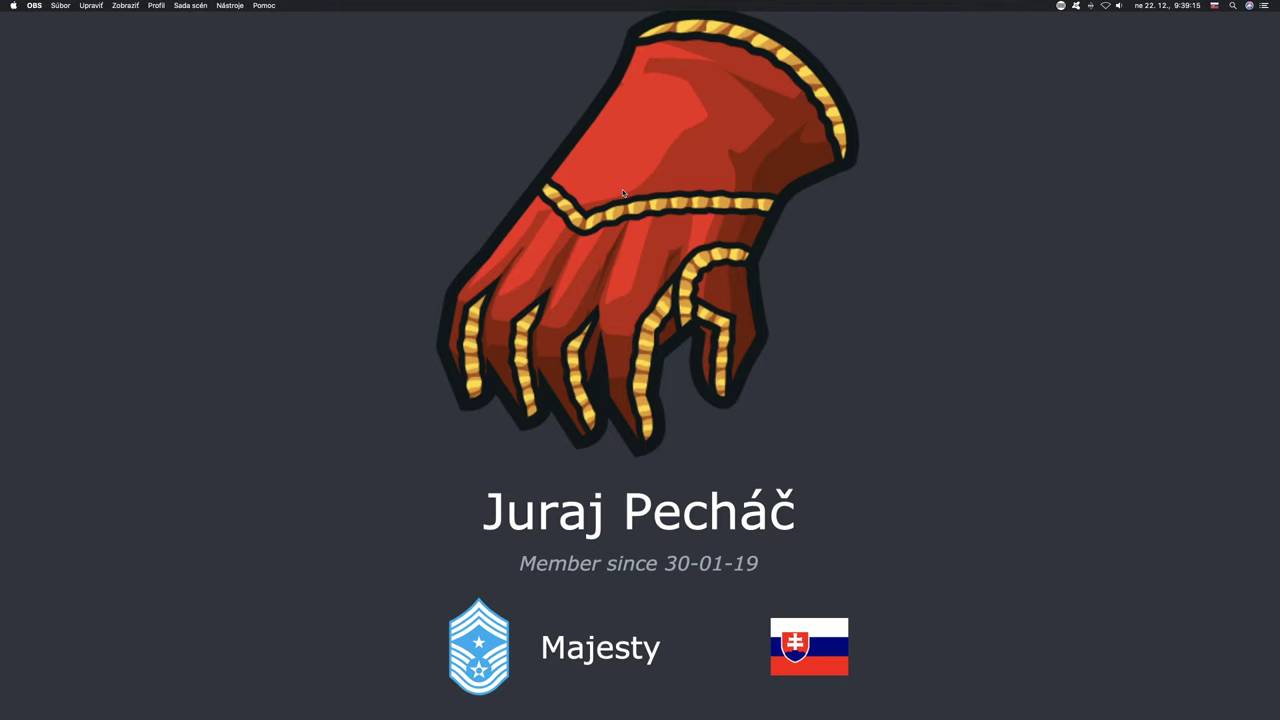 OBS Súbor Upraviť Zobraziť Profil Sada scén Nástroje Pomoc ne 22. 12., 9:39:15
Juraj Pecháč
Member since 30-01-19
Majesty